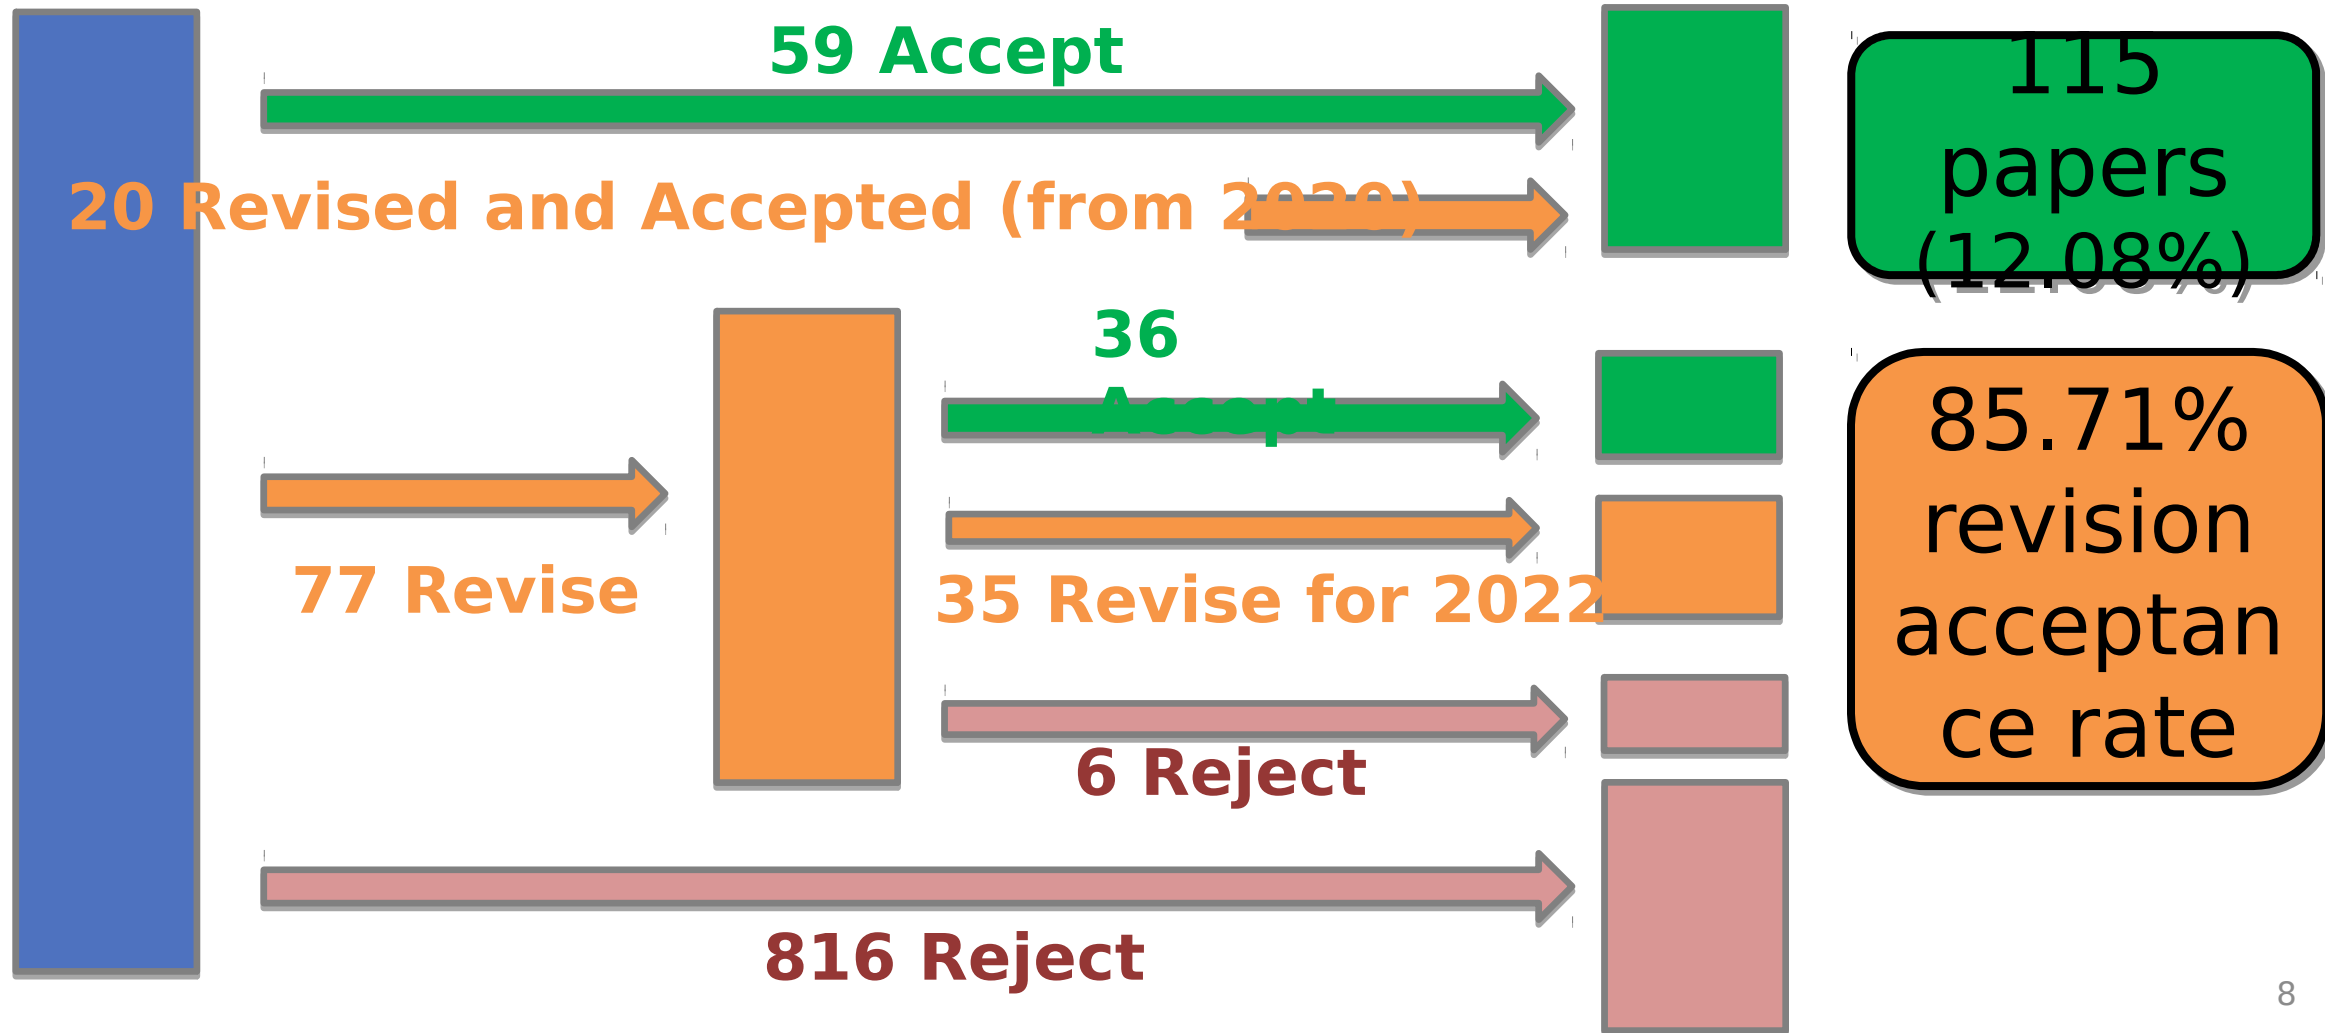 59 Accept
20 Revised and Accepted (from 2020)
115
papers
(12.08%)
36
Accept
85.71%
revision
acceptan
ce rate
77 Revise
35 Revise for 2022
6 Reject
816 Reject
8